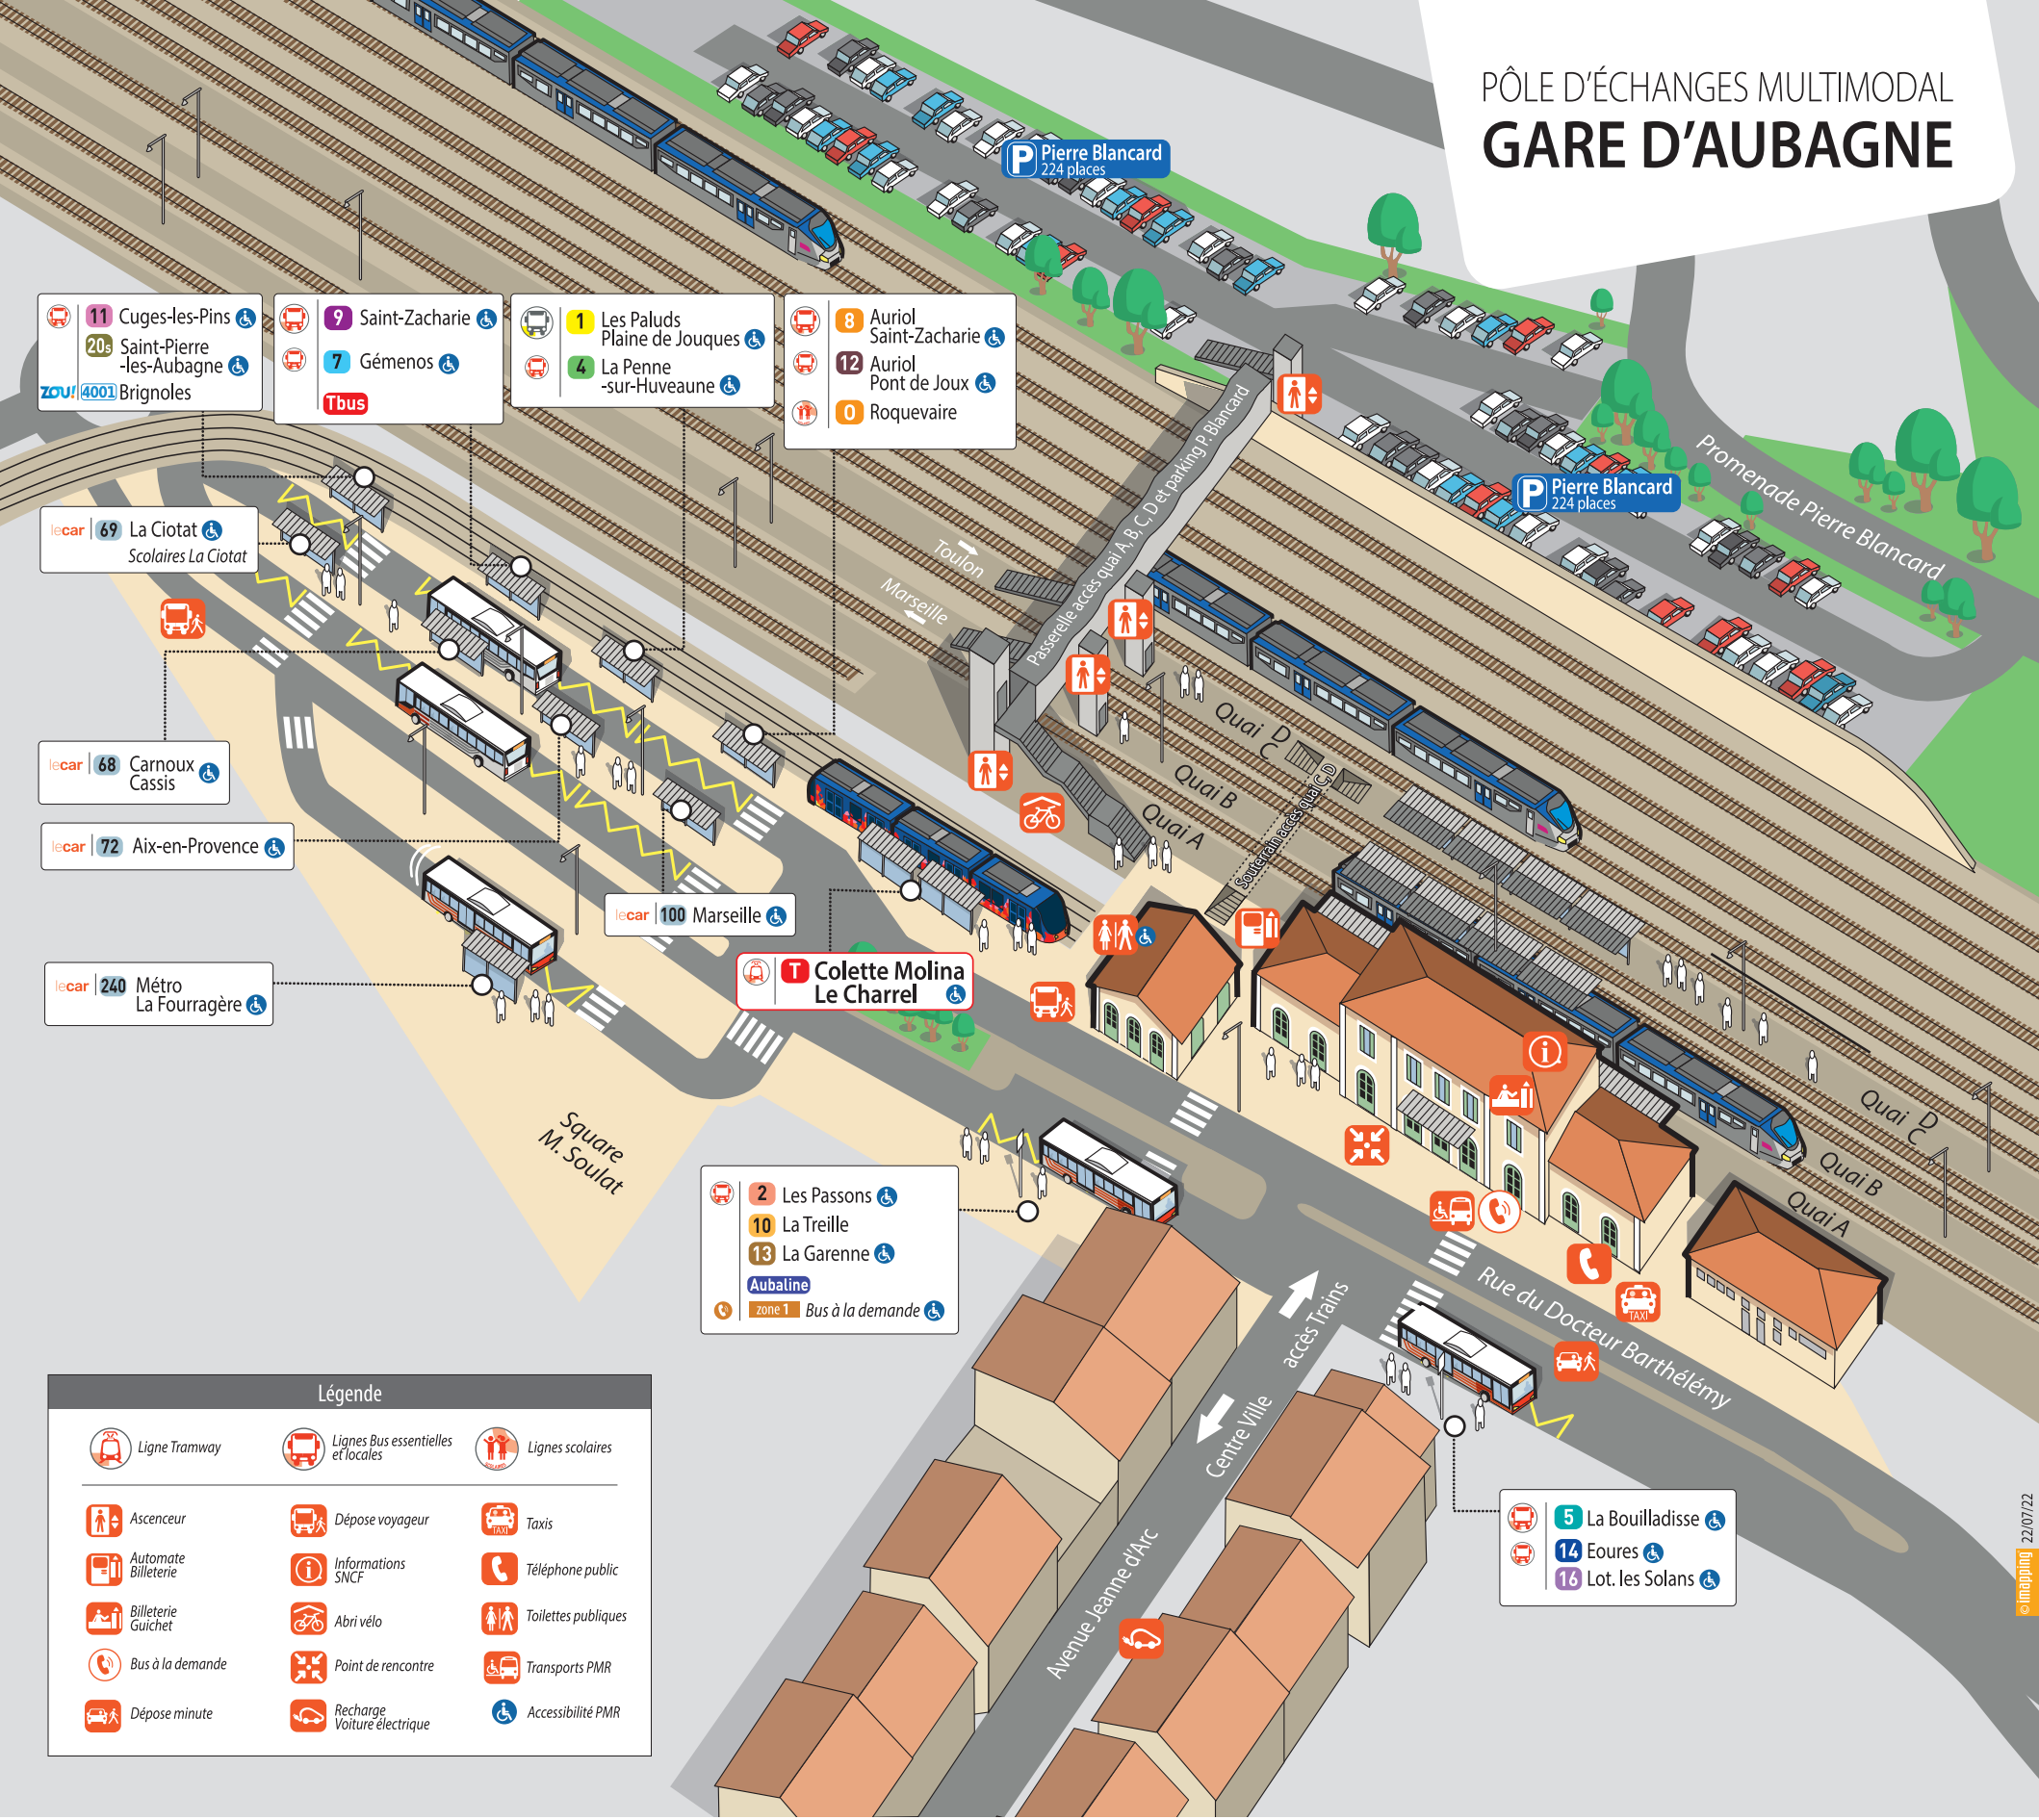 PÔLE D'ÉCHANGES MULTIMODAL
GARE D'AUBAGNE
P Pierre Blancard
224 places
11 Cuges-les-Pins
20s Saint-Pierre
-les-Aubagne
ZOU! 4001 Brignoles
9 Saint-Zacharie
7 Gémenos
Tbus
1 Les Paluds
Plaine de Jouques
4 La Penne
-sur-Huveaune
8 Auriol
Saint-Zacharie
12 Auriol
Pont de Joux
0 Roquevaire
Passerelle accès quai A, B, C, D et parking P. Blancard
P Pierre Blancard
224 places
Promenade Pierre Blancard
lecar 69 La Ciotat
Scolaires La Ciotat
Toulon
Marseille
lecar 68 Carnoux
Cassis
lecar 72 Aix-en-Provence
lecar 100 Marseille
lecar 240 Métro
La Fourragère
T Colette Molina
Le Charrel
Quai D
C
Quai B
Quai A
Souterrain accès quai C, D
Quai D
C
Quai B
Quai A
Square
M. Soulat
2 Les Passons
10 La Treille
13 La Garenne
Aubaline
zone 1 Bus à la demande
TAXI
Rue du Docteur Barthélémy
accès Trains
Centre Ville
Avenue Jeanne d'Arc
5 La Bouilladisse
14 Eoures
16 Lot. les Solans
Légende
Ligne Tramway
Lignes Bus essentielles
et locales
Lignes scolaires
Ascenceur
Dépose voyageur
TAXI
Taxis
Automate
Billeterie
Informations
SNCF
Téléphone public
Billeterie
Guichet
Abri vélo
Toilettes publiques
Bus à la demande
Point de rencontre
Transports PMR
Dépose minute
Recharge
Voiture électrique
Accessibilité PMR
© imapping 22/07/22